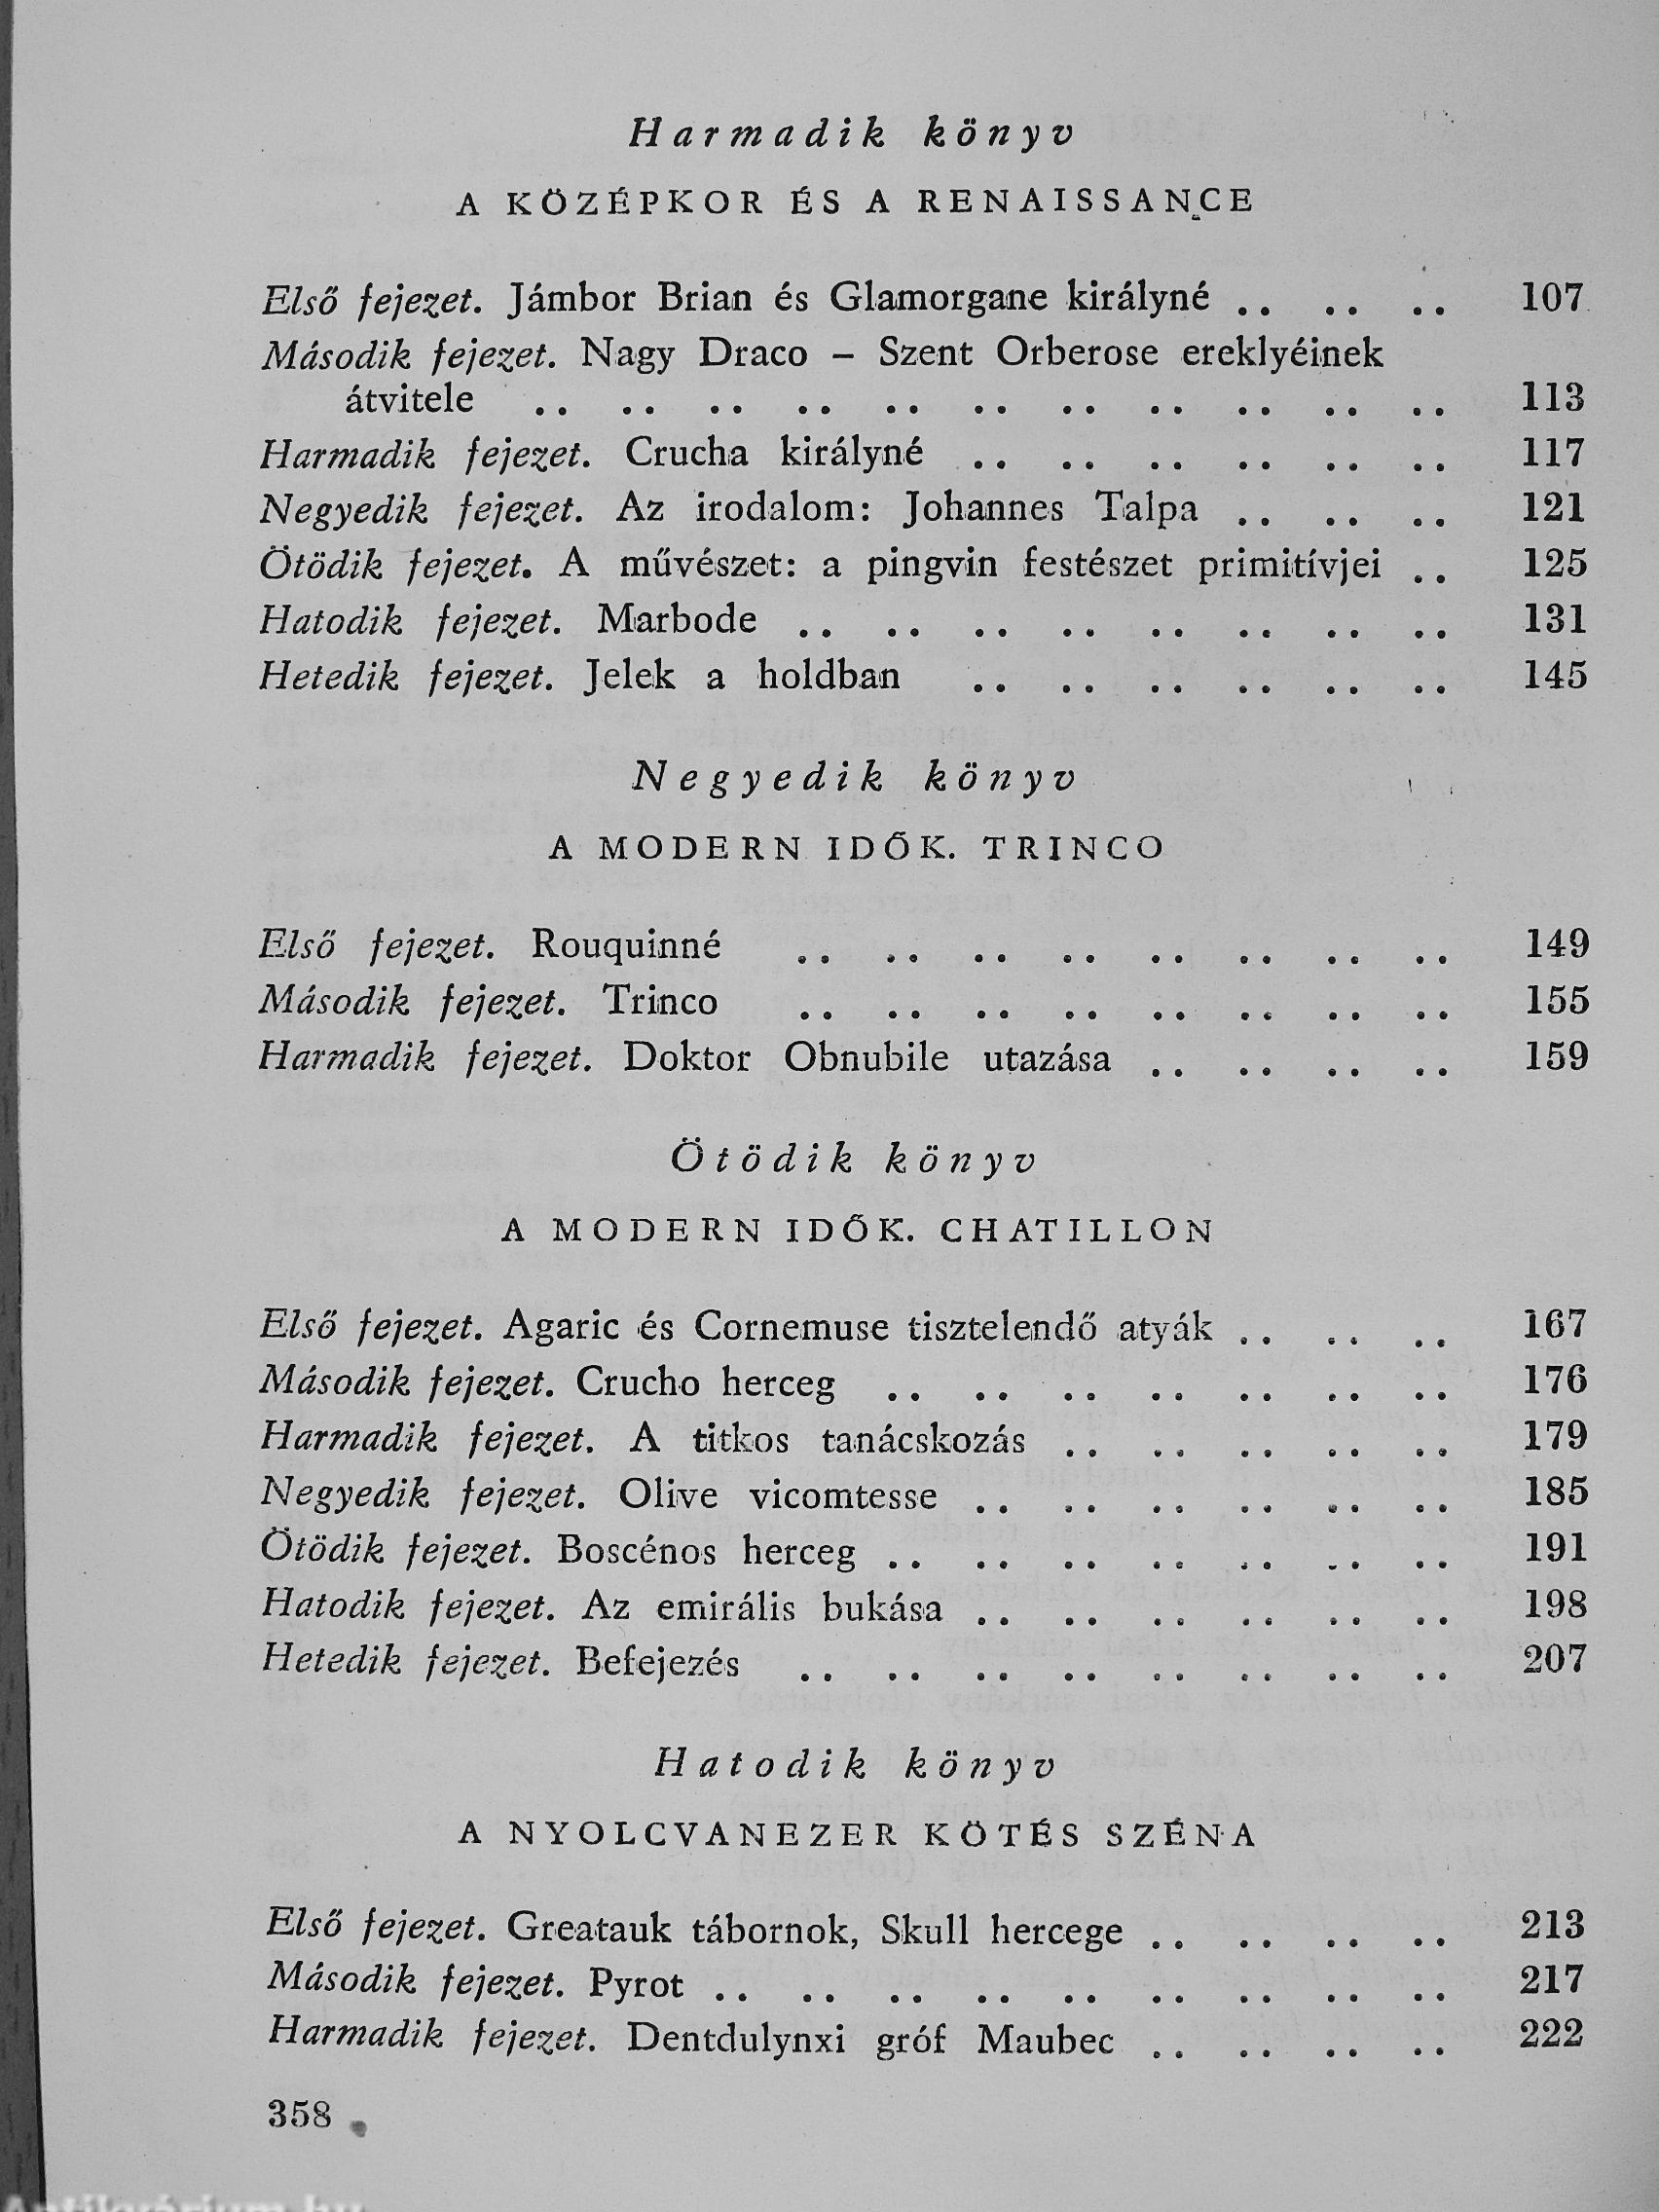 Harmadik könyv
A KÖZÉPKOR ÉS A RENAISSANCE
Első fejezet. Jámbor Brian és Glamorgane királyné .. .. .. 107
Második fejezet. Nagy Draco – Szent Orberose ereklyéinek
átvitele .. .. .. .. .. .. .. .. .. .. .. 113
Harmadik fejezet. Crucha királyné .. .. .. .. .. .. 117
Negyedik fejezet. Az irodalom: Johannes Talpa .. .. .. 121
Ötödik fejezet. A művészet: a pingvin festészet primitívjei .. 125
Hatodik fejezet. Marbode .. .. .. .. .. .. .. .. 131
Hetedik fejezet. Jelek a holdban .. .. .. .. .. .. 145
Negyedik könyv
A MODERN IDŐK. TRINCO
Első fejezet. Rouquinné .. .. .. .. .. .. .. .. 149
Második fejezet. Trinco .. .. .. .. .. .. .. .. 155
Harmadik fejezet. Doktor Obnubile utazása .. .. .. .. 159
Ötödik könyv
A MODERN IDŐK. CHATILLON
Első fejezet. Agaric és Cornemuse tisztelendő atyák .. .. .. 167
Második fejezet. Crucho herceg .. .. .. .. .. .. .. 176
Harmadik fejezet. A titkos tanácskozás .. .. .. .. .. 179
Negyedik fejezet. Olive vicomtesse .. .. .. .. .. .. 185
Ötödik fejezet. Boscénos herceg .. .. .. .. .. .. .. 191
Hatodik fejezet. Az emirális bukása .. .. .. .. .. .. 198
Hetedik fejezet. Befejezés .. .. .. .. .. .. .. .. 207
Hatodik könyv
A NYOLCVANEZER KÖTÉS SZÉNA
Első fejezet. Greatauk tábornok, Skull hercege .. .. .. .. 213
Második fejezet. Pyrot .. .. .. .. .. .. .. .. .. 217
Harmadik fejezet. Dentdulynxi gróf Maubec .. .. .. .. 222
358
Antikvárium.hu